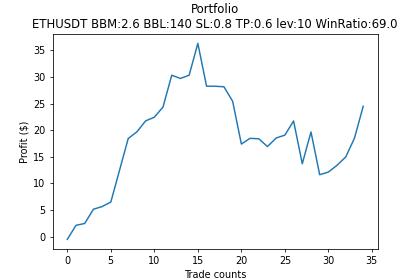 Portfolio
ETHUSDT BBM:2.6 BBL:140 SL:0.8 TP:0.6 lev:10 WinRatio:69.0
Profit ($)
35
30
25
20
15
10
5
0
0 5 10 15 20 25 30 35
Trade counts